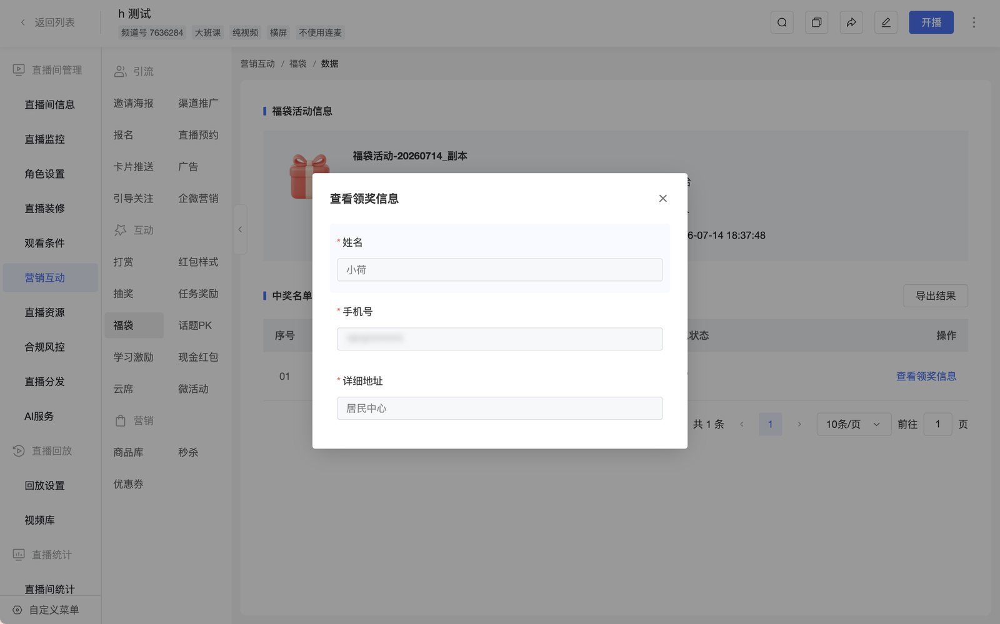 返回列表
h 测试
频道号 7636284 大班课 纯视频 横屏 不使用连麦
开播
直播间管理
直播间信息
直播监控
角色设置
直播装修
观看条件
营销互动
直播资源
合规风控
直播分发
AI服务
直播回放
回放设置
视频库
直播统计
直播间统计
自定义菜单
引流
邀请海报 渠道推广
报名 直播预约
卡片推送 广告
引导关注 企微营销
互动
打赏 红包样式
抽奖 任务奖励
福袋 话题PK
学习激励 现金红包
云席 微活动
营销
商品库 秒杀
优惠券
营销互动 / 福袋 / 数据
福袋活动信息
福袋活动-20260714_副本
6-07-14 18:37:48
中奖名单
导出结果
序号 状态 操作
01 查看领奖信息
共 1 条 1 10条/页 前往 1 页
查看领奖信息
* 姓名
小荷
* 手机号
* 详细地址
居民中心